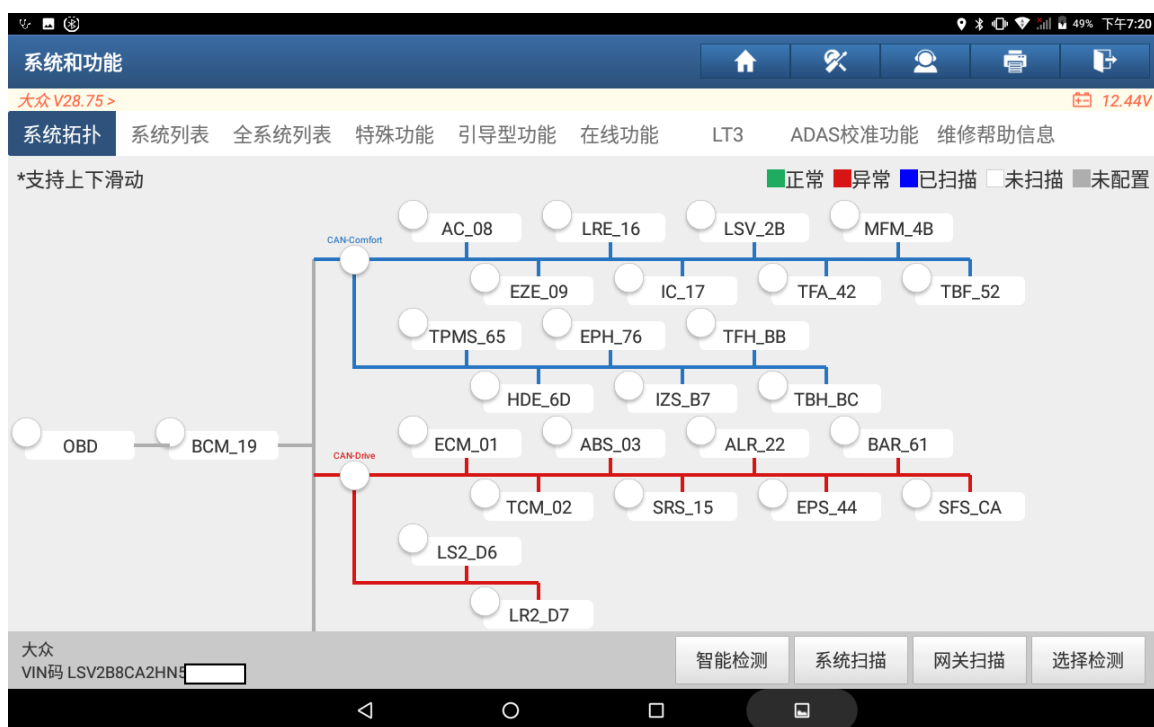 49% 下午7:20
系统和功能
大众 V28.75 >
12.44V
系统拓扑 系统列表 全系统列表 特殊功能 引导型功能 在线功能 LT3 ADAS校准功能 维修帮助信息
*支持上下滑动
正常 异常 已扫描 未扫描 未配置
AC_08 LRE_16 LSV_2B MFM_4B
CAN-Comfort
EZE_09 IC_17 TFA_42 TBF_52
TPMS_65 EPH_76 TFH_BB
HDE_6D IZS_B7 TBH_BC
OBD BCM_19
ECM_01 ABS_03 ALR_22 BAR_61
CAN-Drive
TCM_02 SRS_15 EPS_44 SFS_CA
LS2_D6
LR2_D7
大众
VIN码 LSV2B8CA2HN5
智能检测 系统扫描 网关扫描 选择检测